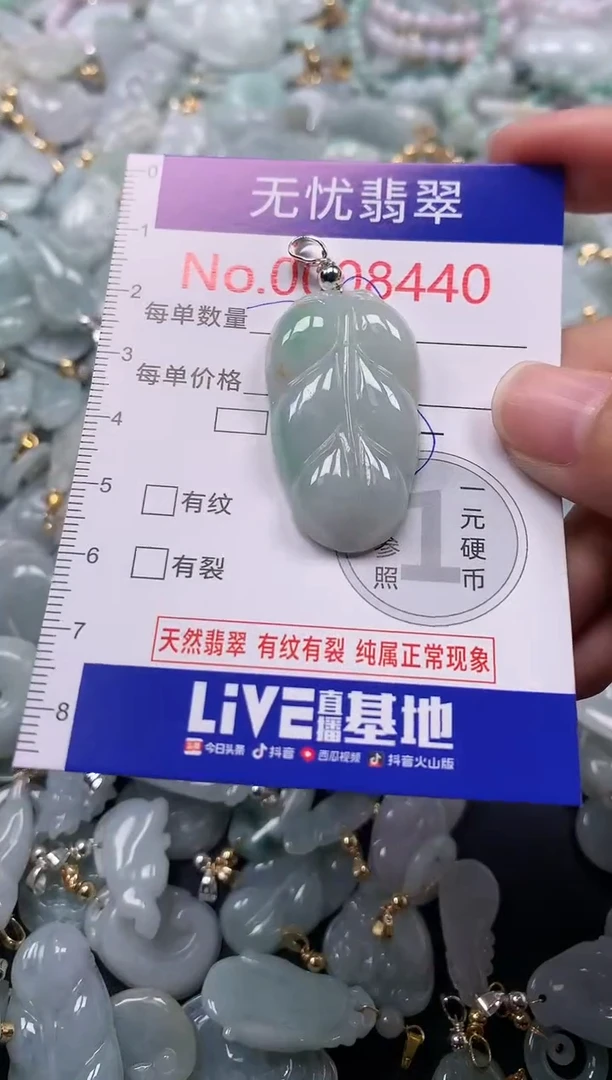 无忧翡翠
No.0008440
每单数量
每单价格
有纹
有裂
一元硬币
1
参照
天然翡翠 有纹有裂 纯属正常现象
LiVE直播基地
今日头条 抖音 西瓜视频 抖音火山版
0
1
2
3
4
5
6
7
8